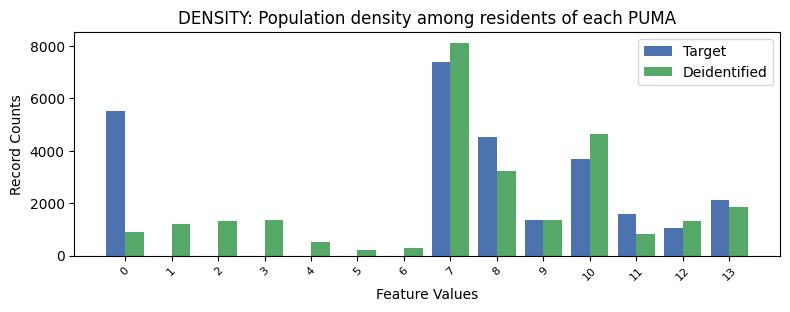 DENSITY: Population density among residents of each PUMA
Target
Deidentified
8000
6000
4000
2000
0
Record Counts
0 1 2 3 4 5 6 7 8 9 10 11 12 13
Feature Values